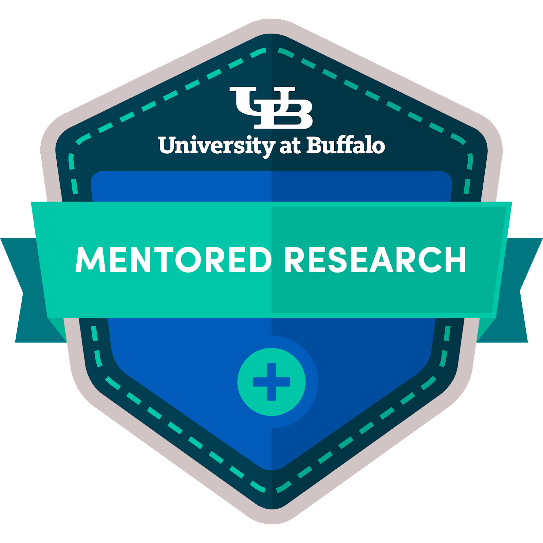 UB
University at Buffalo
MENTORED RESEARCH